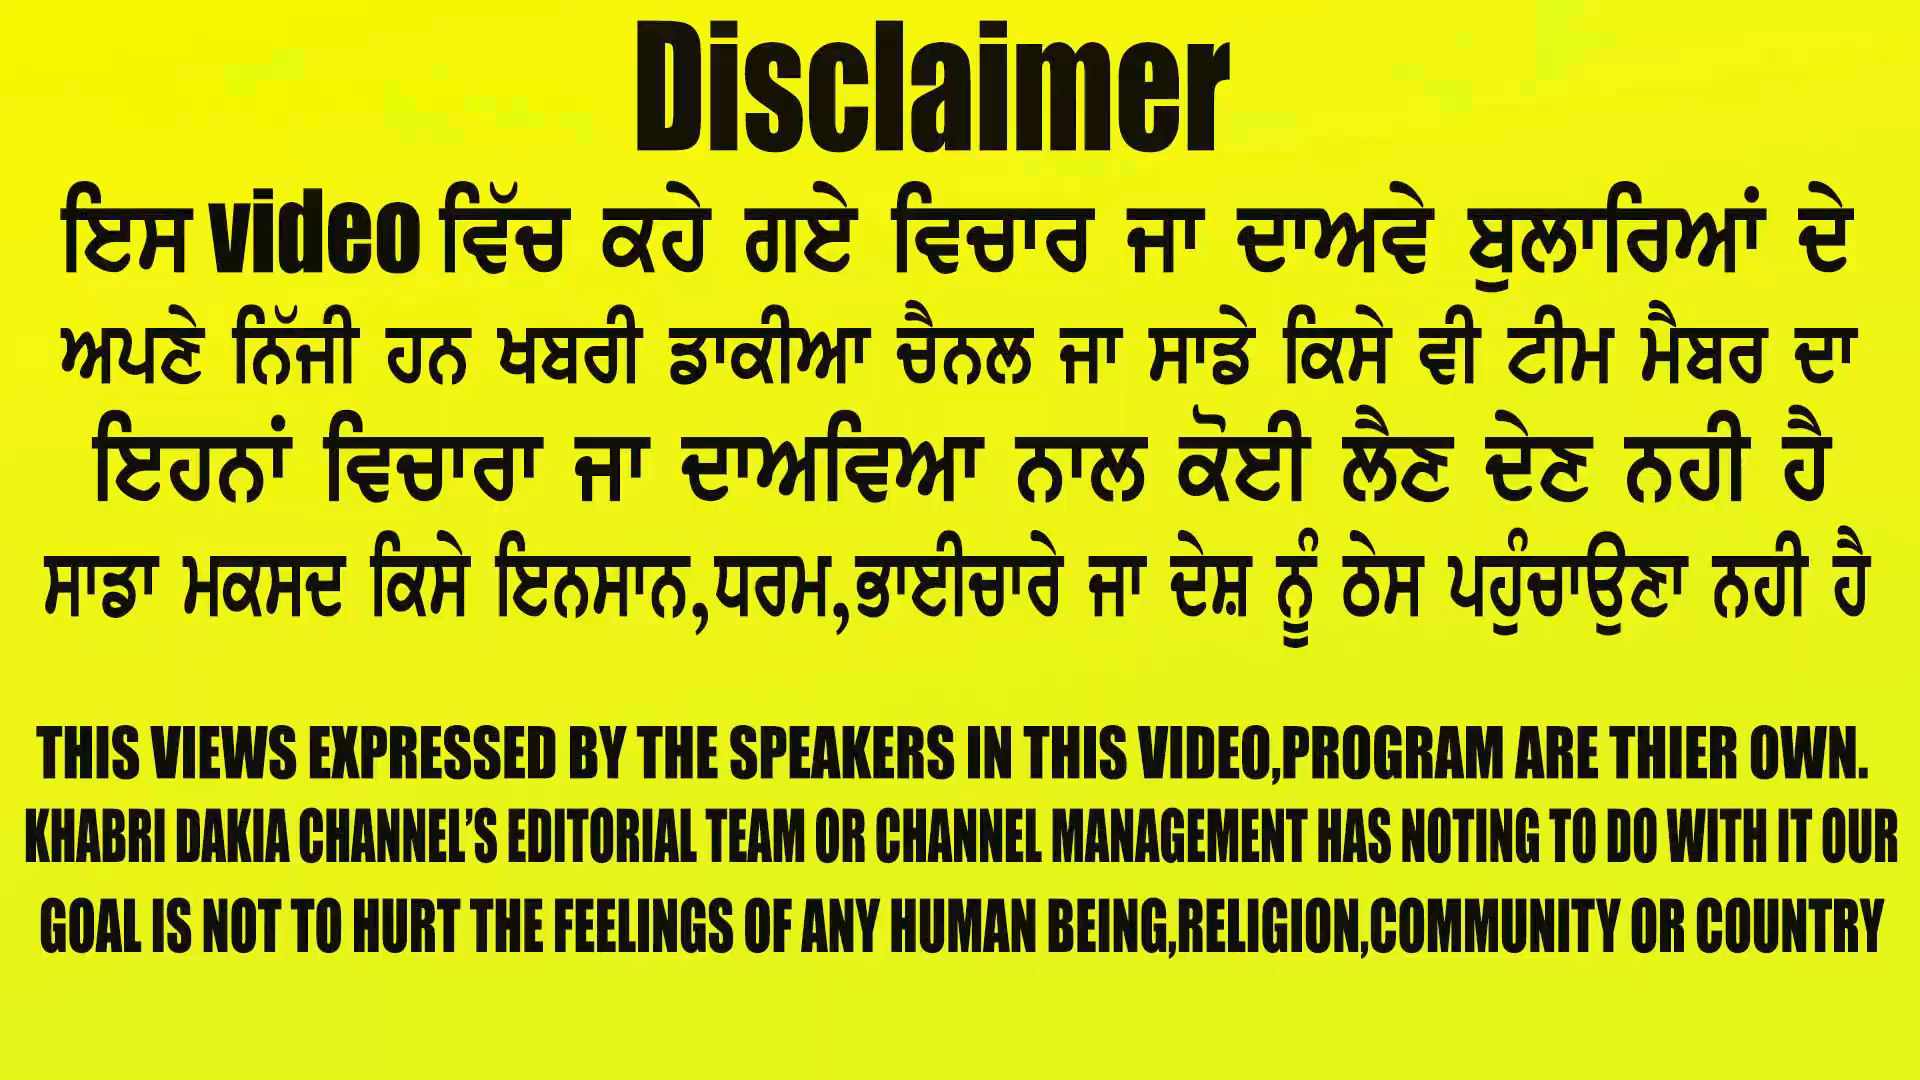 Disclaimer
ਇਸ video ਵਿੱਚ ਕਹੇ ਗਏ ਵਿਚਾਰ ਜਾ ਦਾਅਵੇ ਬੁਲਾਰਿਆਂ ਦੇ
ਅਪਣੇ ਨਿੱਜੀ ਹਨ ਖਬਰੀ ਡਾਕੀਆ ਚੈਨਲ ਜਾ ਸਾਡੇ ਕਿਸੇ ਵੀ ਟੀਮ ਮੈਬਰ ਦਾ
ਇਹਨਾਂ ਵਿਚਾਰਾ ਜਾ ਦਾਅਵਿਆ ਨਾਲ ਕੋਈ ਲੈਣ ਦੇਣ ਨਹੀ ਹੈ
ਸਾਡਾ ਮਕਸਦ ਕਿਸੇ ਇਨਸਾਨ,ਧਰਮ,ਭਾਈਚਾਰੇ ਜਾ ਦੇਸ਼ ਨੂੰ ਠੇਸ ਪਹੁੰਚਾਉਣਾ ਨਹੀ ਹੈ
THIS VIEWS EXPRESSED BY THE SPEAKERS IN THIS VIDEO,PROGRAM ARE THIER OWN.
KHABRI DAKIA CHANNEL'S EDITORIAL TEAM OR CHANNEL MANAGEMENT HAS NOTING TO DO WITH IT OUR
GOAL IS NOT TO HURT THE FEELINGS OF ANY HUMAN BEING,RELIGION,COMMUNITY OR COUNTRY